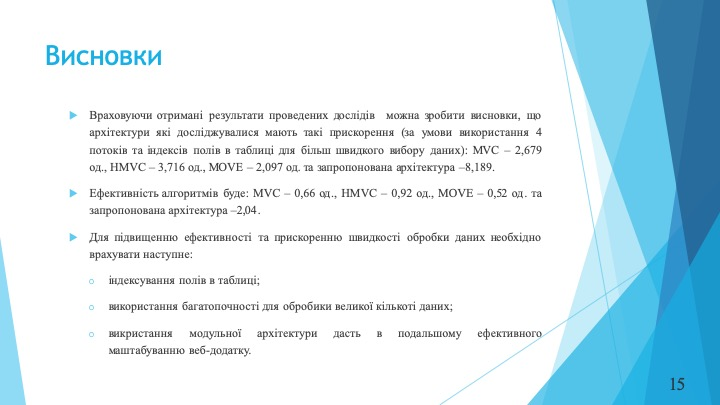 Висновки
Враховуючи отримані результати проведених дослідів можна зробити висновки, що
архітектури які досліджувалися мають такі прискорення (за умови використання 4
потоків та індексів полів в таблиці для більш швидкого вибору даних): MVC – 2,679
од., HMVC – 3,716 од., MOVE – 2,097 од. та запропонована архітектура –8,189.
Ефективність алгоритмів буде: MVC – 0,66 од., HMVC – 0,92 од., MOVE – 0,52 од. та
запропонована архітектура –2,04.
Для підвищенню ефективності та прискоренню швидкості обробки даних необхідно
врахувати наступне:
індексування полів в таблиці;
використання багатопочності для обробики великої кількоті даних;
викристання модульної архітектури дасть в подальшому ефективного
маштабуванню веб-додатку.
15